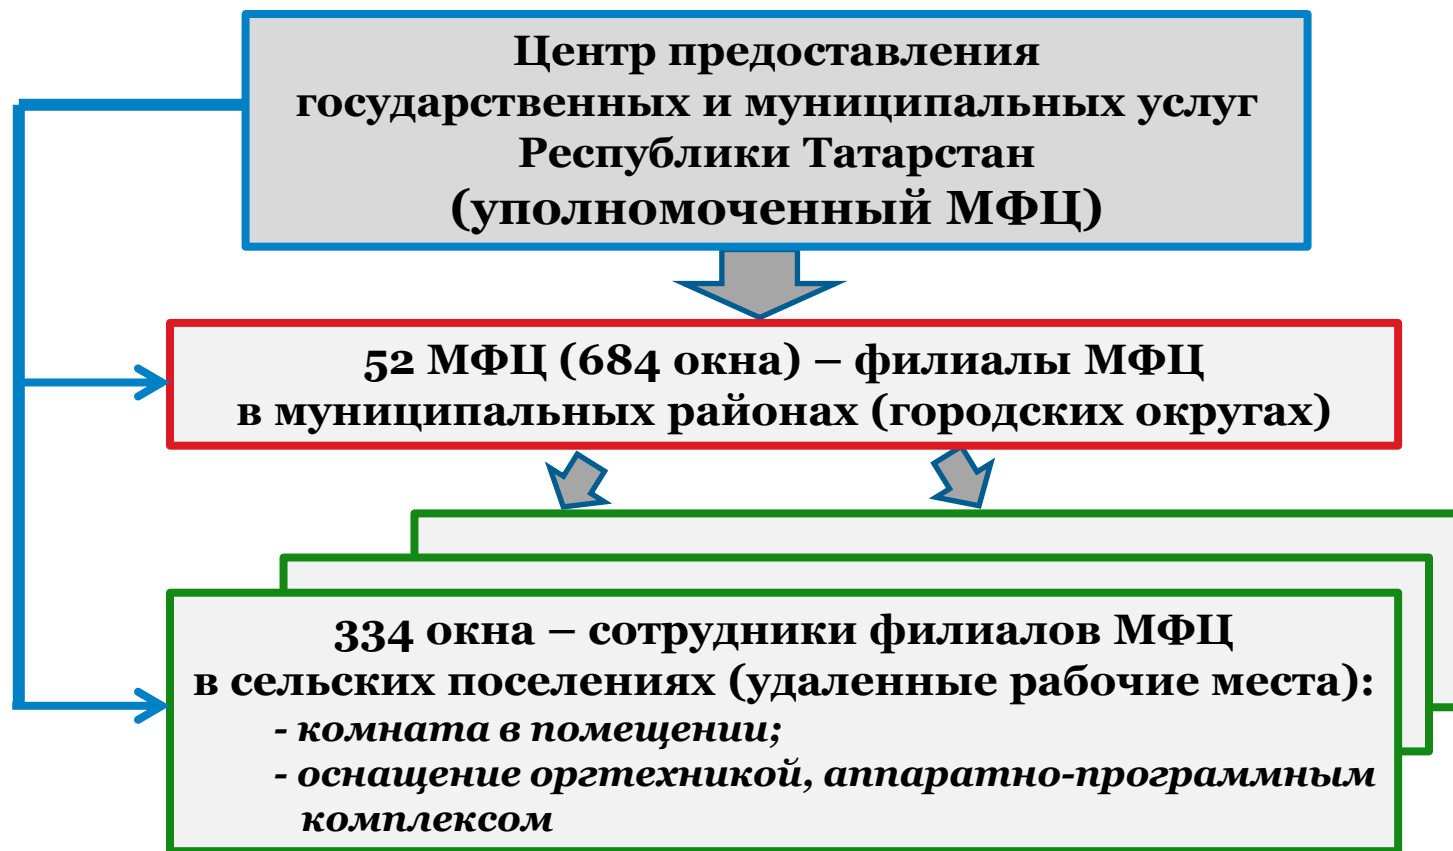 Центр предоставления
государственных и муниципальных услуг
Республики Татарстан
(уполномоченный МФЦ)
52 МФЦ (684 окна) – филиалы МФЦ
в муниципальных районах (городских округах)
334 окна – сотрудники филиалов МФЦ
в сельских поселениях (удаленные рабочие места):
- комната в помещении;
- оснащение оргтехникой, аппаратно-программным
комплексом